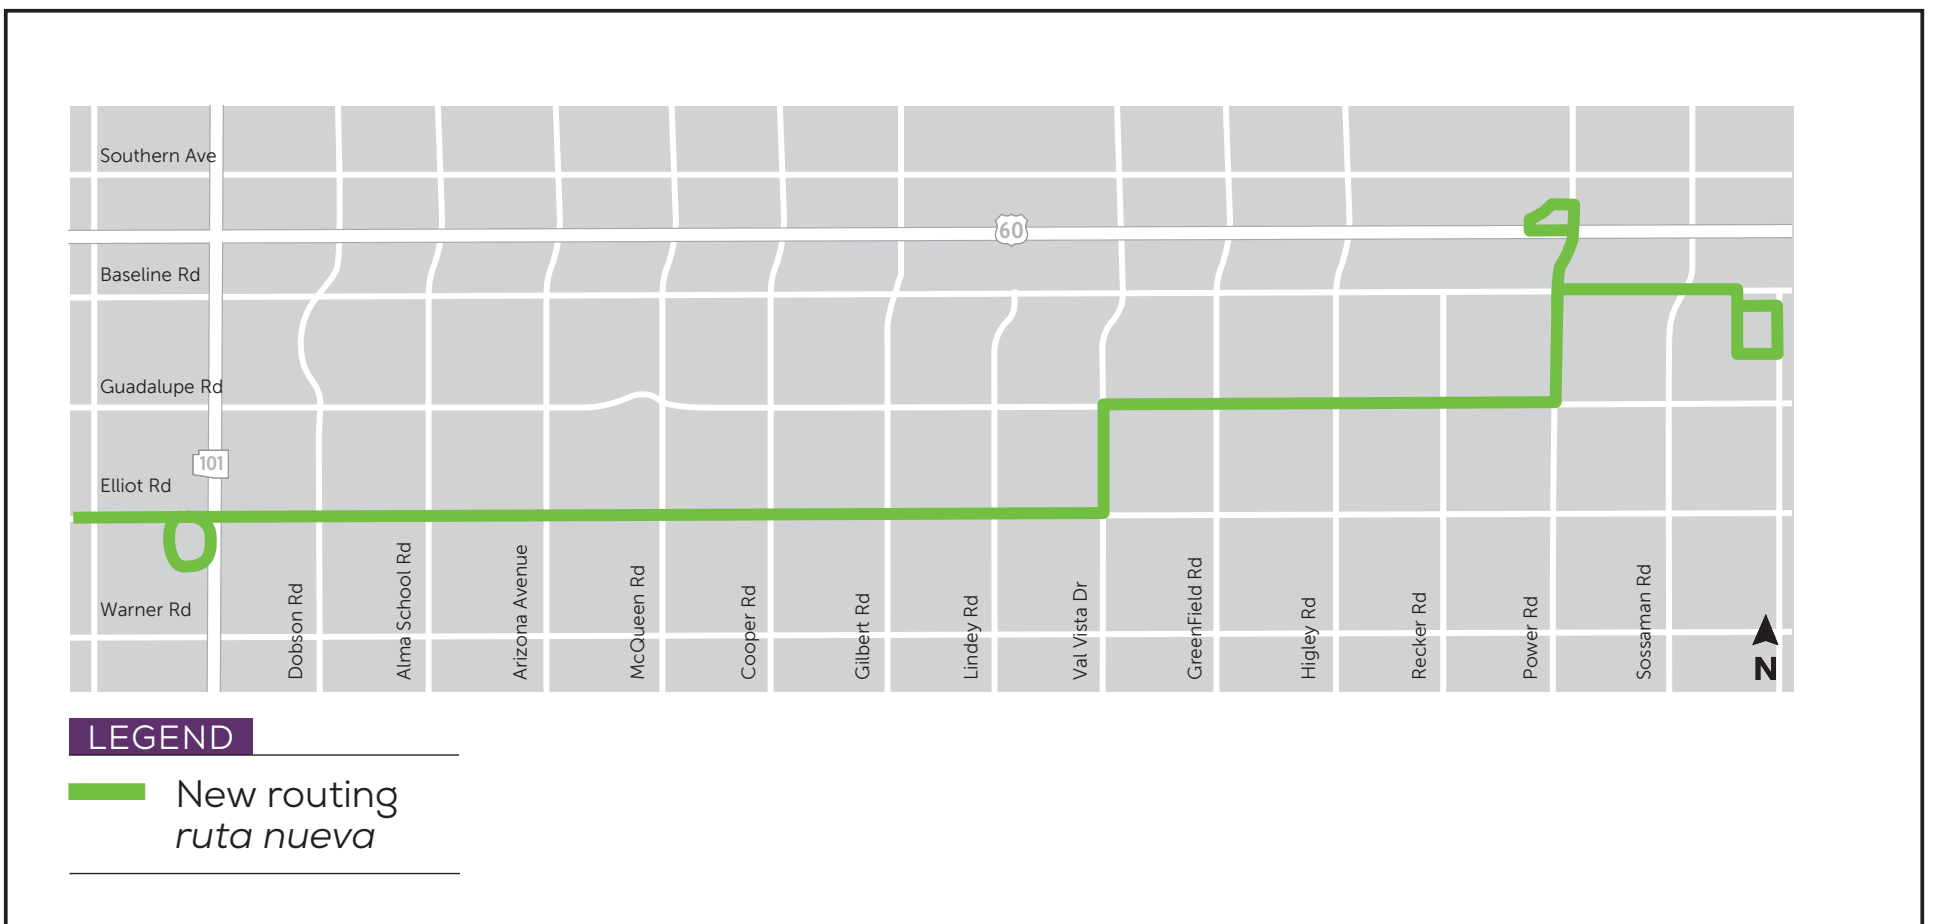 Southern Ave
60
Baseline Rd
Guadalupe Rd
101
Elliot Rd
Warner Rd
Dobson Rd
Alma School Rd
Arizona Avenue
McQueen Rd
Cooper Rd
Gilbert Rd
Lindey Rd
Val Vista Dr
GreenField Rd
Higley Rd
Recker Rd
Power Rd
Sossaman Rd
N
LEGEND
New routing
ruta nueva